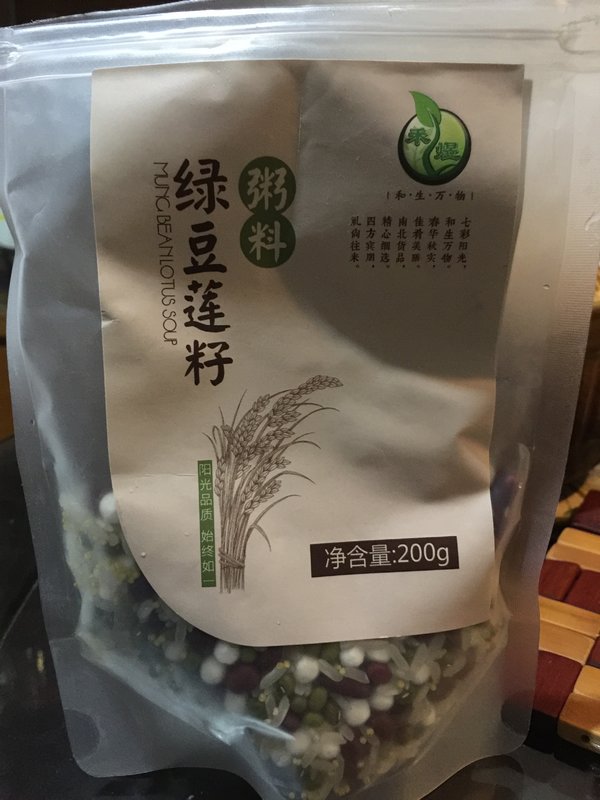 粥料
绿豆莲籽
MUNG BEAN LOTUS SOUP
和·生·万·物
七彩阳光，
和生万物。
春华秋实，
佳肴美膳。
南北货品，
精心细选。
四方宾朋，
礼尚往来。
阳光品质 始终如一
净含量:200g